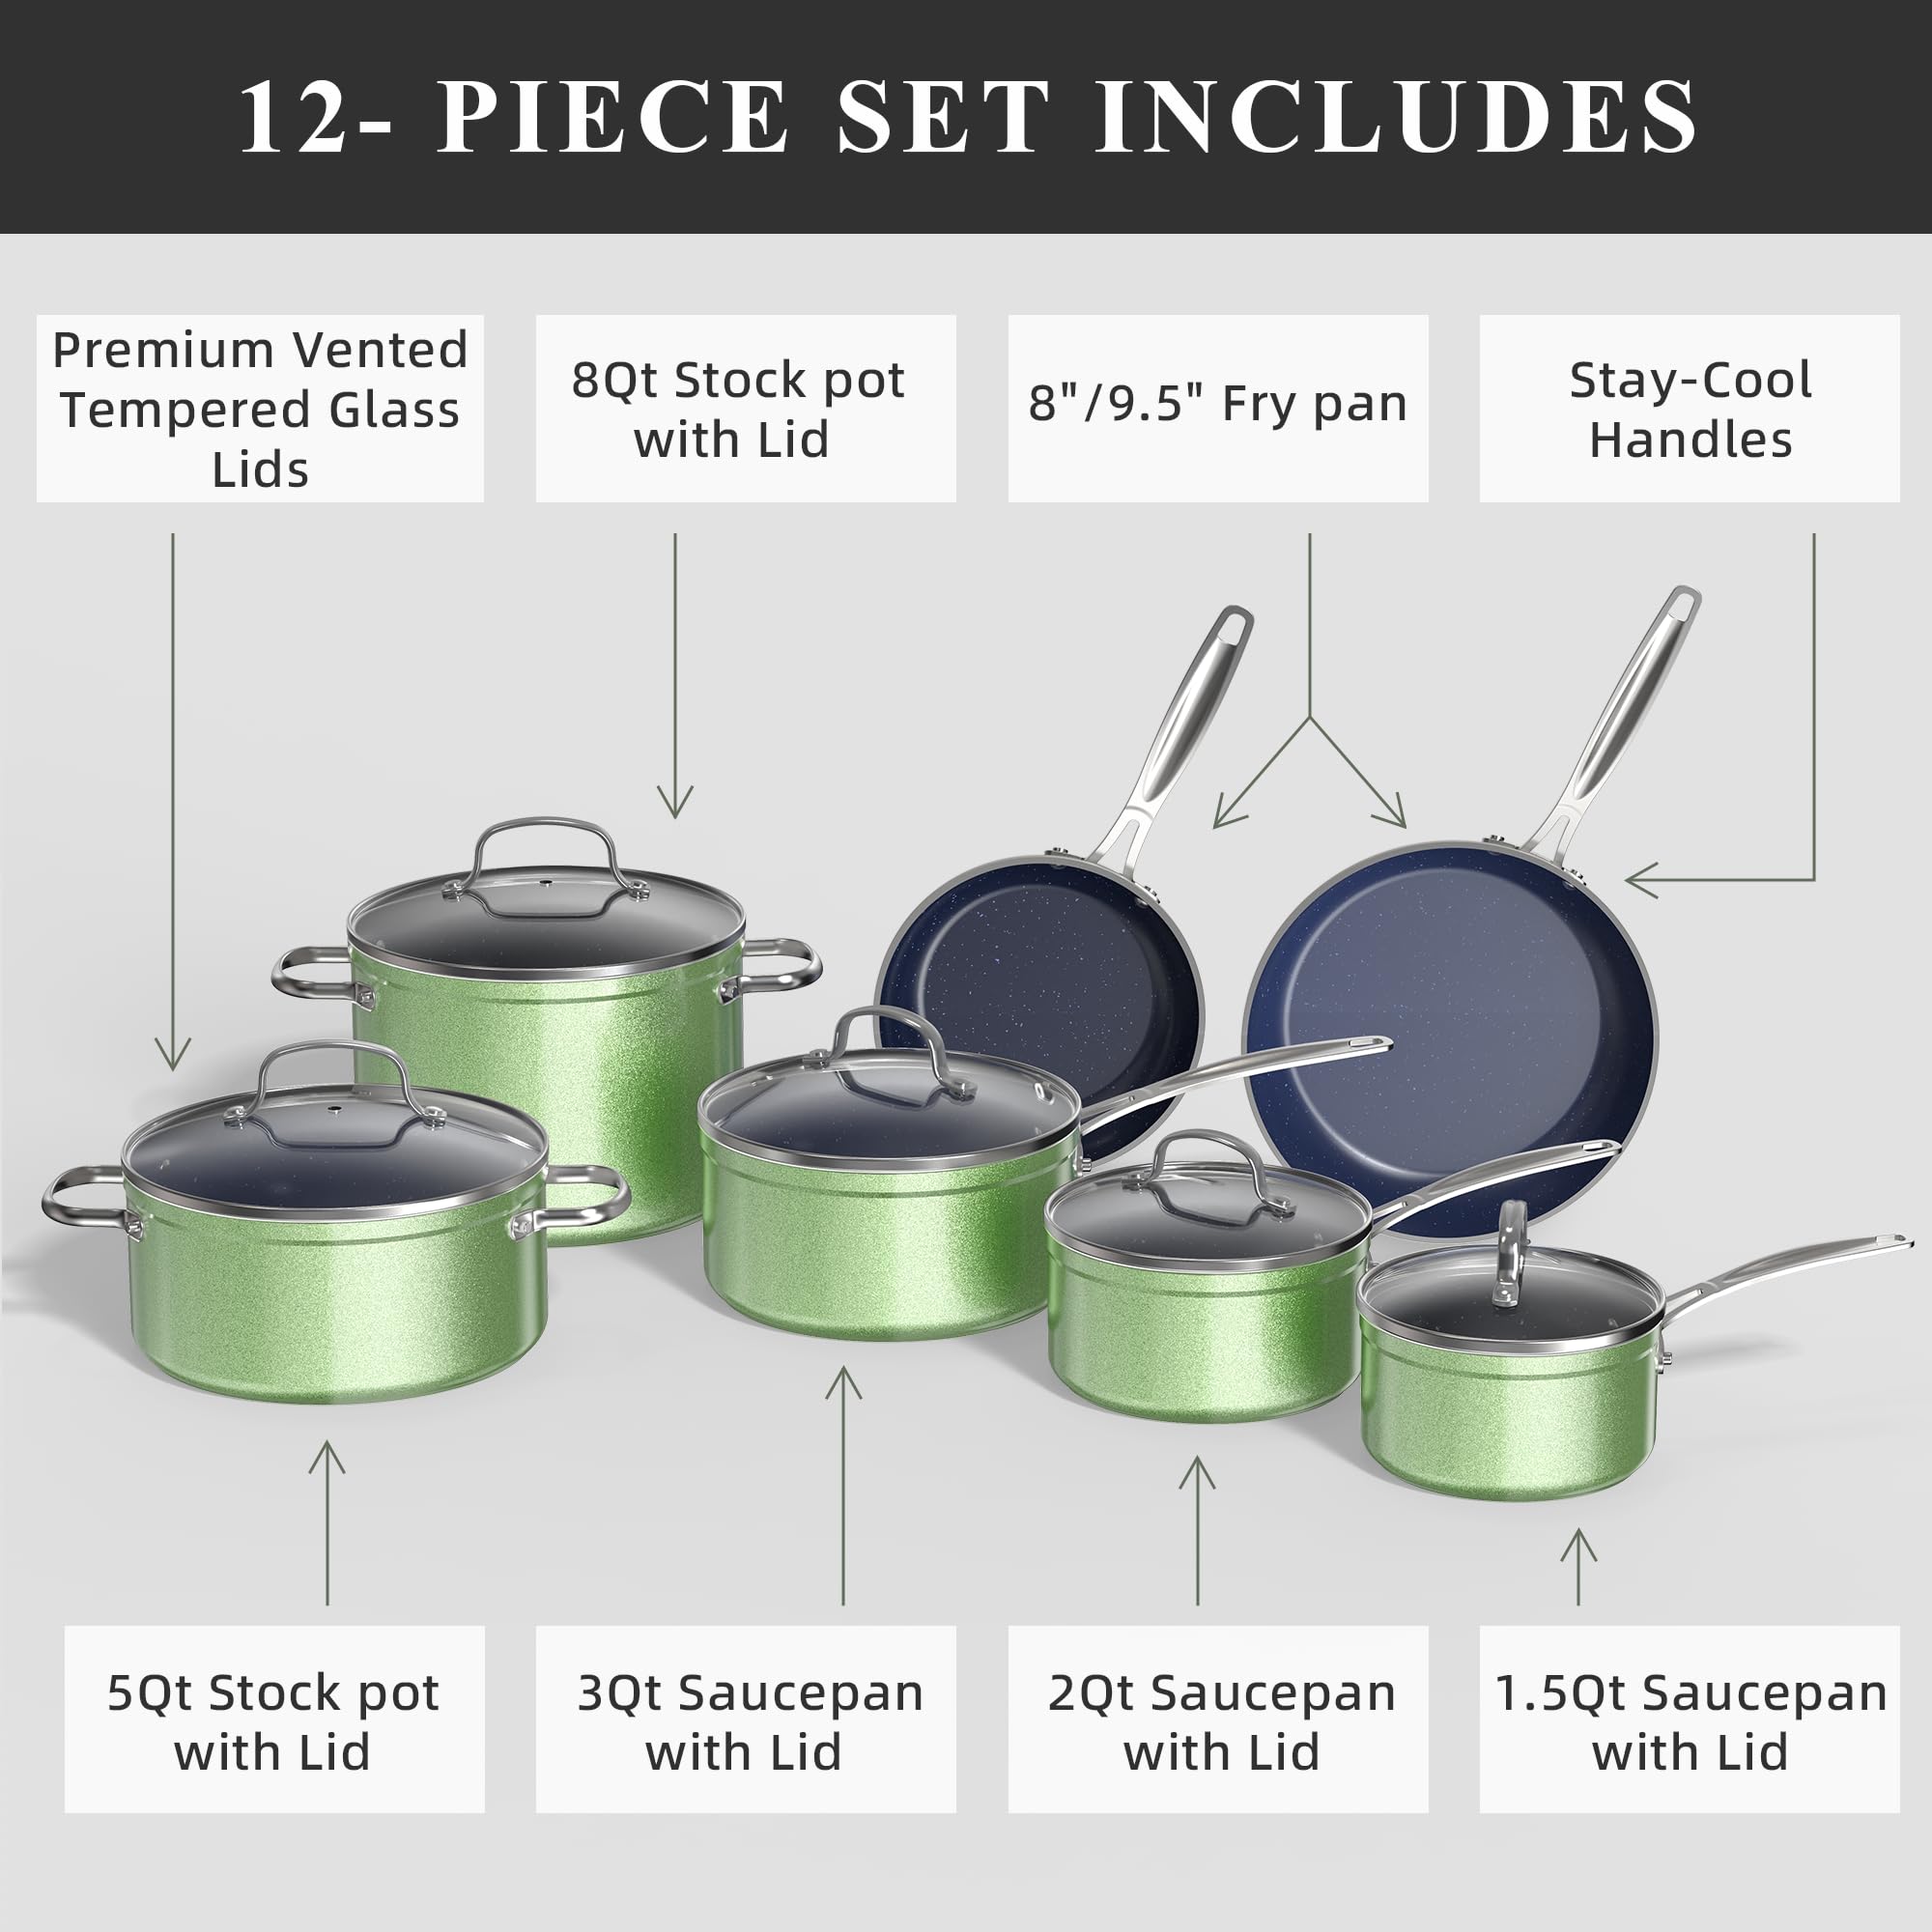 12- PIECE SET INCLUDES
Premium Vented
Tempered Glass
Lids
8Qt Stock pot
with Lid
8"/9.5" Fry pan
Stay-Cool
Handles
5Qt Stock pot
with Lid
3Qt Saucepan
with Lid
2Qt Saucepan
with Lid
1.5Qt Saucepan
with Lid